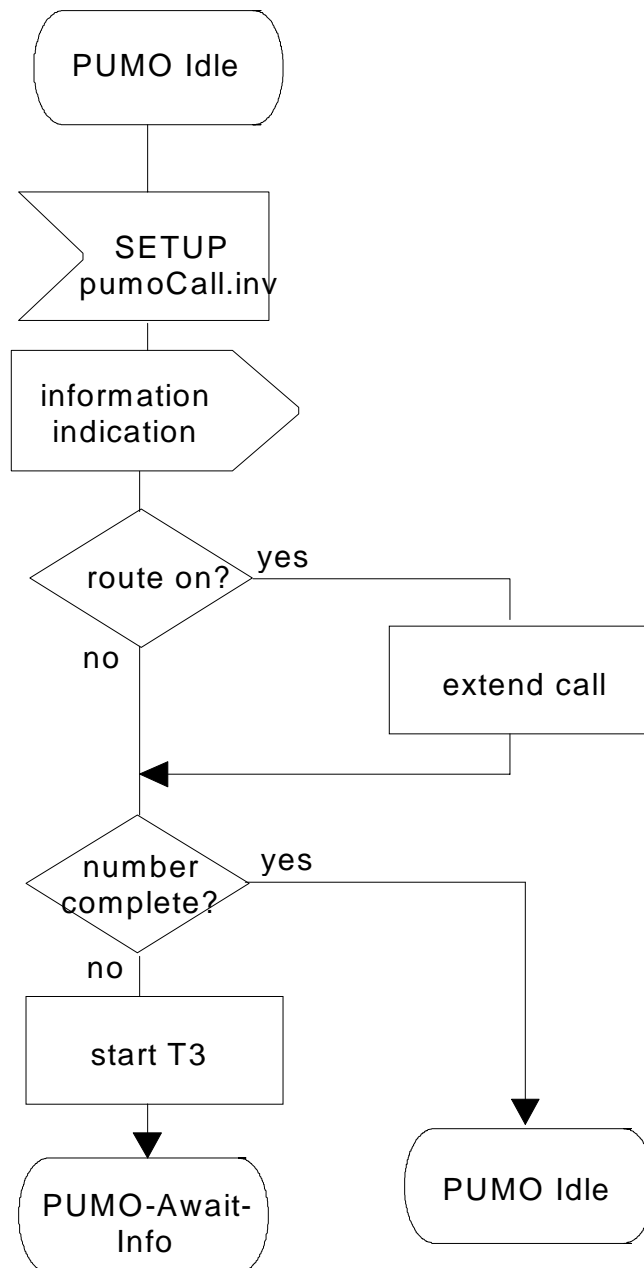 PUMO Idle
SETUP
pumoCall.inv
information
indication
route on?
yes
no
extend call
number
complete?
yes
no
start T3
PUMO-Await-
Info
PUMO Idle